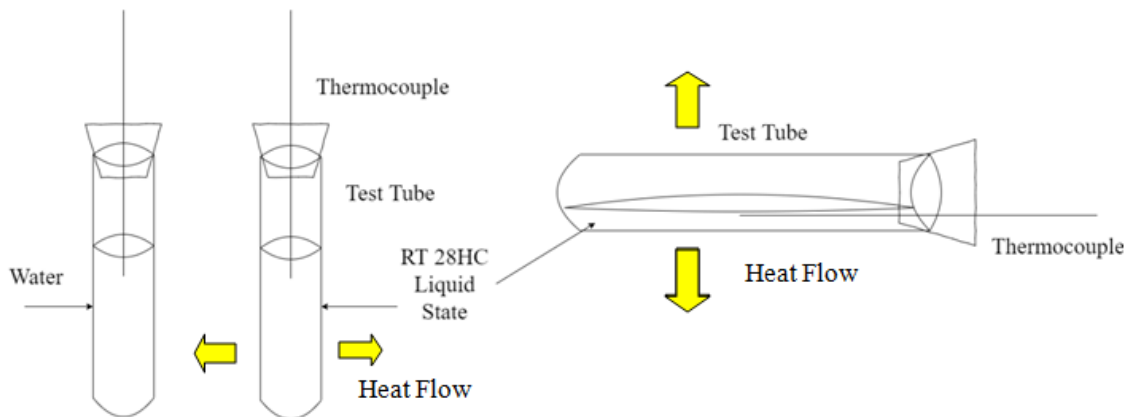 Thermocouple
Test Tube
Water
RT 28HC
Liquid
State
Heat Flow
Test Tube
Heat Flow
Thermocouple